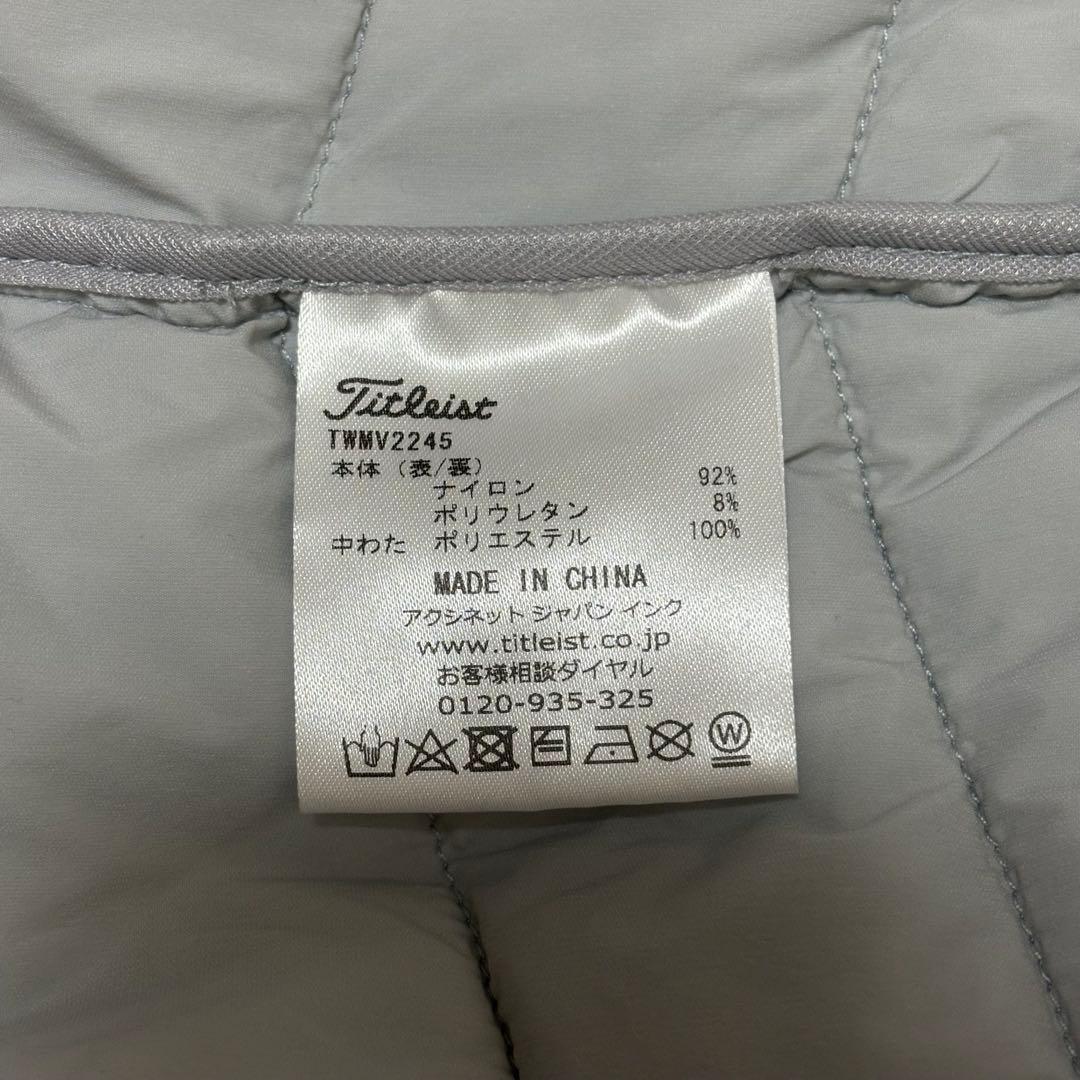 Titleist
TWMV2245
本体 (表/裏)
ナイロン 92%
ポリウレタン 8%
中わた ポリエステル 100%
MADE IN CHINA
アクシネット ジャパン インク
www.titleist.co.jp
お客様相談ダイヤル
0120-935-325
W